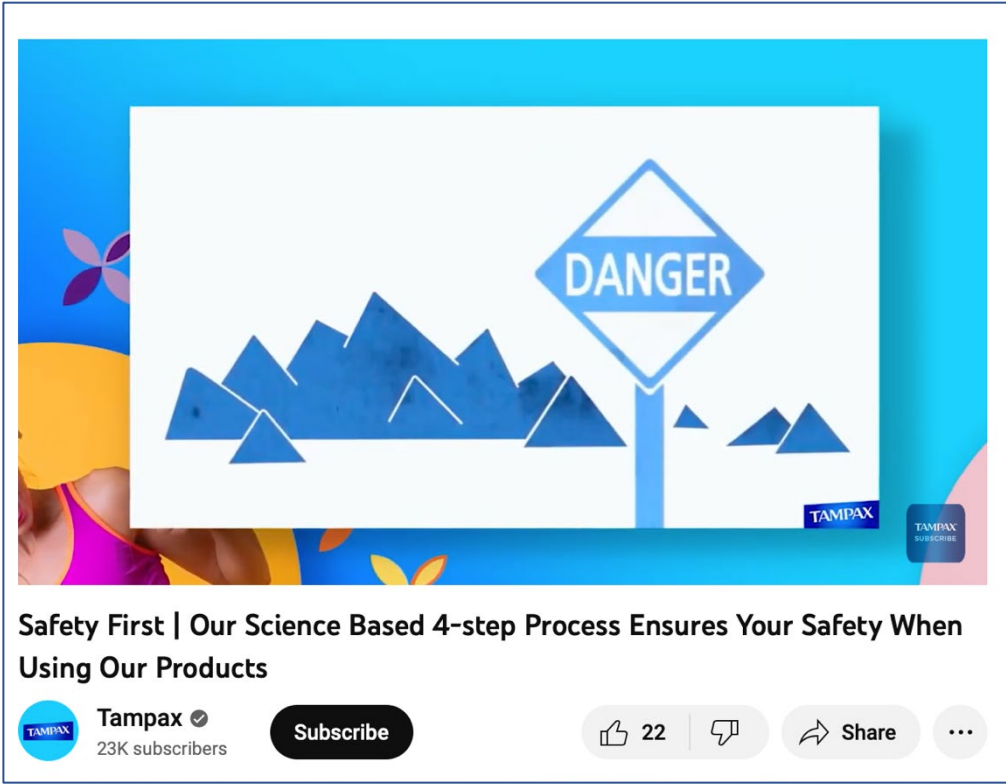 DANGER
TAMPAX
TAMPAX
SUBSCRIBE
Safety First | Our Science Based 4-step Process Ensures Your Safety When
Using Our Products
TAMPAX
Tampax
23K subscribers
Subscribe
22
Share